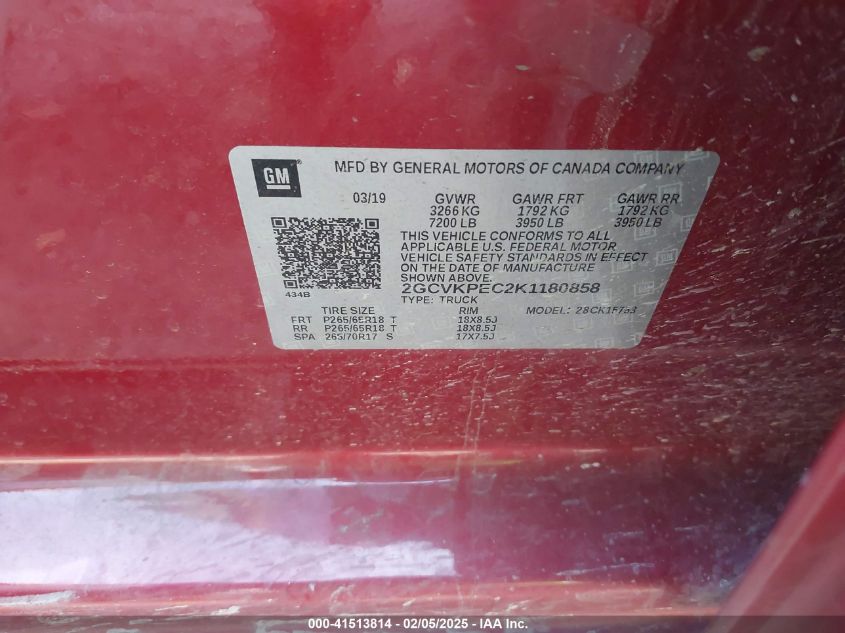 GM
MFD BY GENERAL MOTORS OF CANADA COMPANY
03/19 GVWR GAWR FRT GAWR RR
3266 KG 1792 KG 1792 KG
7200 LB 3950 LB 3950 LB
THIS VEHICLE CONFORMS TO ALL
APPLICABLE U.S. FEDERAL MOTOR
VEHICLE SAFETY STANDARDS IN EFFECT
ON THE DATE OF MANUFACTURE
SHOWN ABOVE.
434B
2GCVKPEC2K1180858
TYPE: TRUCK
TIRE SIZE RIM MODEL:
FRT P265/65R18 T 18X8.5J
RR P265/65R18 T 18X8.5J
SPA 265/70R17 S 17X7.5J
000-41513814 - 02/05/2025 - IAAI.com